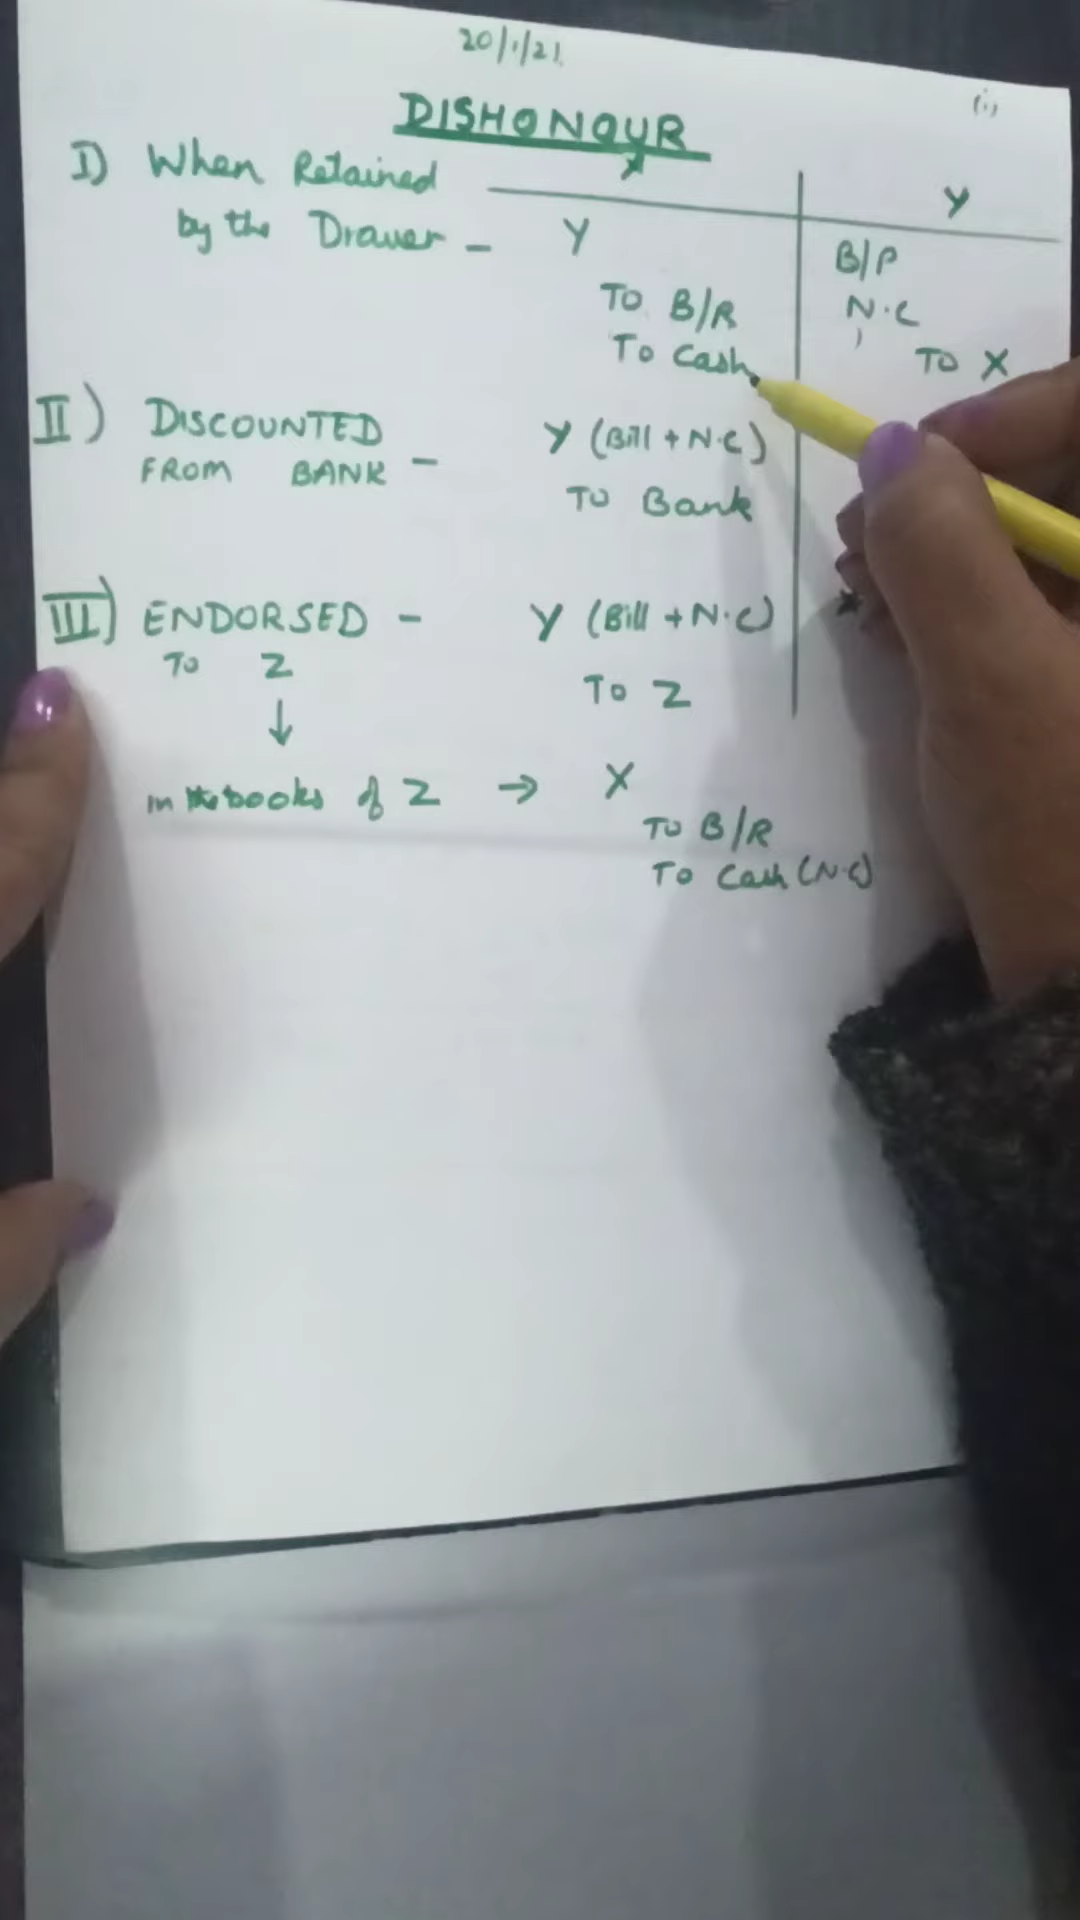 20/1/21.
(i)
DISHONOUR
I) When Retained
by the Drawer -
X
Y
Y
To B/R
To Cash
B/P
N.C
To X
II) DISCOUNTED
FROM BANK -
Y (Bill + N.C)
To Bank
III) ENDORSED - Y (Bill + N.C)
To Z
To Z
↓
in the books of Z → X
To B/R
To Cash (N.C)